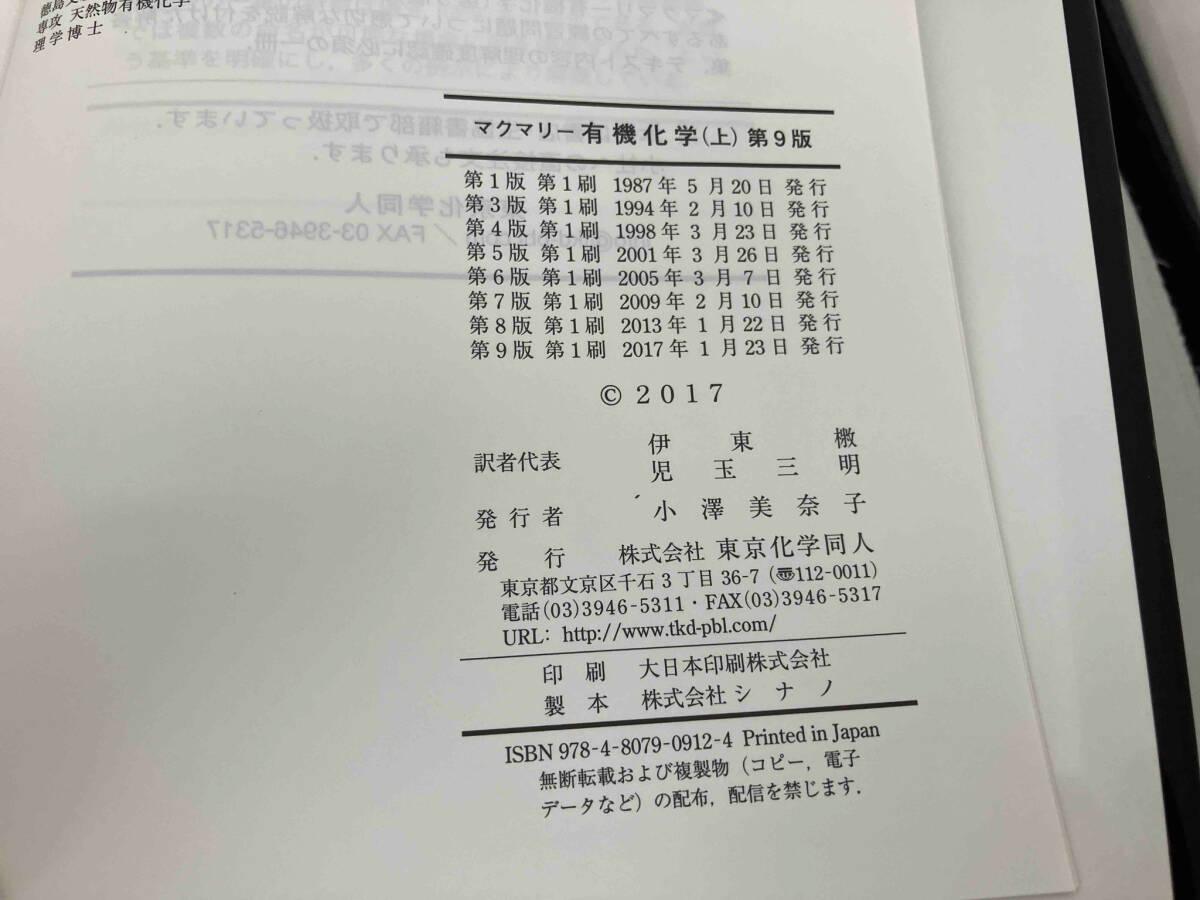 専攻 天然物有機化学
理学博士
マクマリー 有機化学(上) 第9版
第1版 第1刷 1987年 5月20日 発行
第3版 第1刷 1994年 2月10日 発行
第4版 第1刷 1998年 3月23日 発行
第5版 第1刷 2001年 3月26日 発行
第6版 第1刷 2005年 3月 7日 発行
第7版 第1刷 2009年 2月10日 発行
第8版 第1刷 2013年 1月22日 発行
第9版 第1刷 2017年 1月23日 発行
© 2017
訳者代表 伊東 椒
児玉三明
発行者 小澤美奈子
発行 株式会社 東京化学同人
東京都文京区千石3丁目36-7 (〠112-0011)
電話(03)3946-5311・FAX(03)3946-5317
URL: http://www.tkd-pbl.com/
印刷 大日本印刷株式会社
製本 株式会社シナノ
ISBN 978-4-8079-0912-4 Printed in Japan
無断転載および複製物(コピー，電子
データなど)の配布，配信を禁じます．